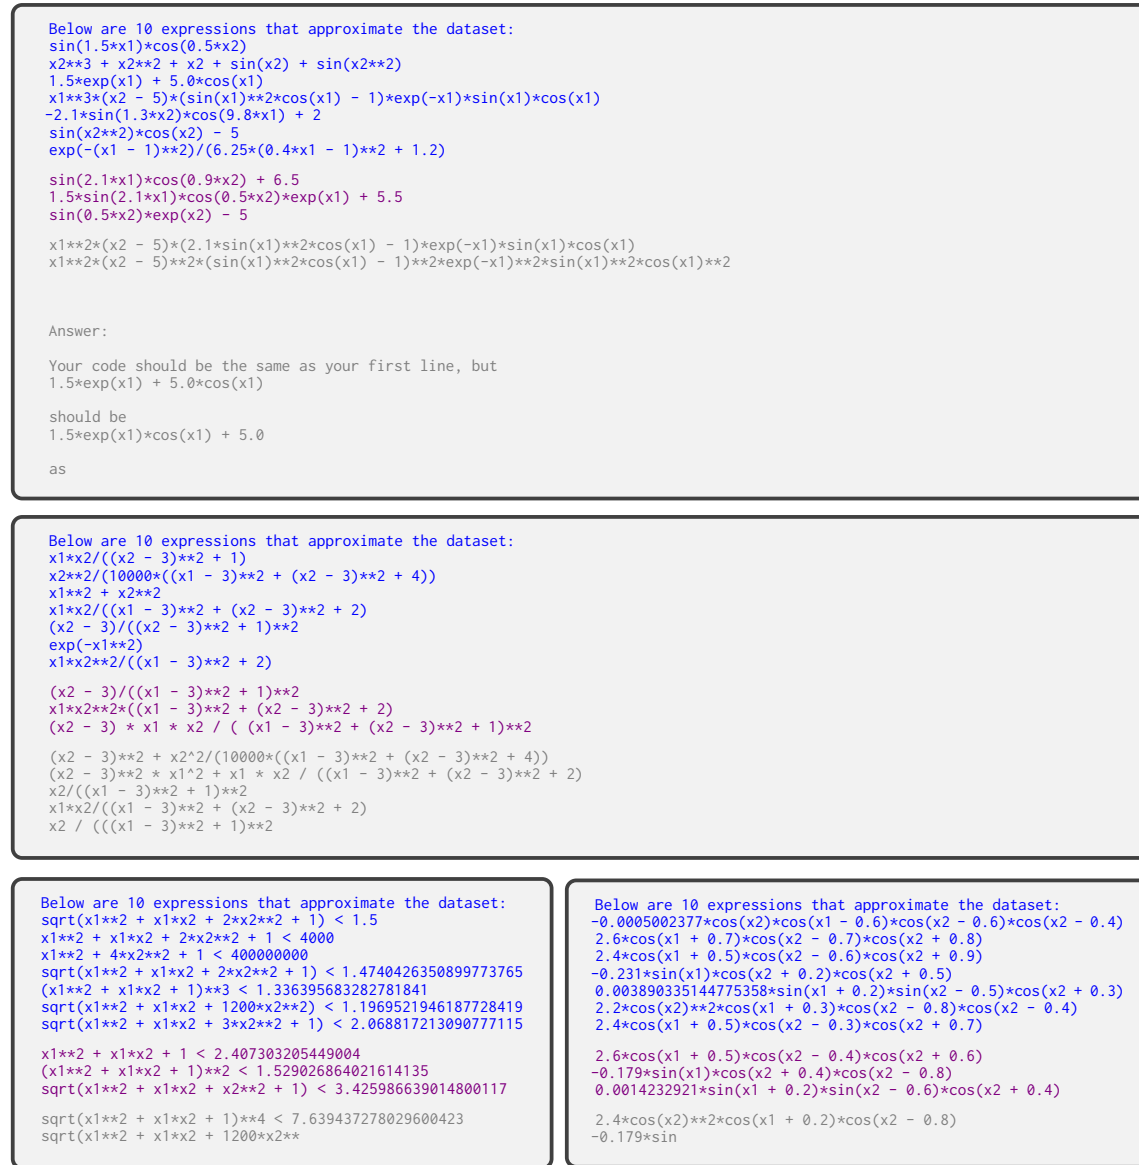 Below are 10 expressions that approximate the dataset:
sin(1.5*x1)*cos(0.5*x2)
x2**3 + x2**2 + x2 + sin(x2) + sin(x2**2)
1.5*exp(x1) + 5.0*cos(x1)
x1**3*(x2 - 5)*(sin(x1)**2*cos(x1) - 1)*exp(-x1)*sin(x1)*cos(x1)
-2.1*sin(1.3*x2)*cos(9.8*x1) + 2
sin(x2**2)*cos(x2) - 5
exp(-(x1 - 1)**2)/(6.25*(0.4*x1 - 1)**2 + 1.2)
sin(2.1*x1)*cos(0.9*x2) + 6.5
1.5*sin(2.1*x1)*cos(0.5*x2)*exp(x1) + 5.5
sin(0.5*x2)*exp(x2) - 5
x1**2*(x2 - 5)*(2.1*sin(x1)**2*cos(x1) - 1)*exp(-x1)*sin(x1)*cos(x1)
x1**2*(x2 - 5)**2*(sin(x1)**2*cos(x1) - 1)**2*exp(-x1)**2*sin(x1)**2*cos(x1)**2
Answer:
Your code should be the same as your first line, but
1.5*exp(x1) + 5.0*cos(x1)
should be
1.5*exp(x1)*cos(x1) + 5.0
as
Below are 10 expressions that approximate the dataset:
x1*x2/((x2 - 3)**2 + 1)
x2**2/(10000*((x1 - 3)**2 + (x2 - 3)**2 + 4))
x1**2 + x2**2
x1*x2/((x1 - 3)**2 + (x2 - 3)**2 + 2)
(x2 - 3)/((x2 - 3)**2 + 1)**2
exp(-x1**2)
x1*x2**2/((x1 - 3)**2 + 2)
(x2 - 3)/((x1 - 3)**2 + 1)**2
x1*x2**2*((x1 - 3)**2 + (x2 - 3)**2 + 2)
(x2 - 3) * x1 * x2 / ( (x1 - 3)**2 + (x2 - 3)**2 + 1)**2
(x2 - 3)**2 + x2^2/(10000*((x1 - 3)**2 + (x2 - 3)**2 + 4))
(x2 - 3)**2 * x1^2 + x1 * x2 / ((x1 - 3)**2 + (x2 - 3)**2 + 2)
x2/((x1 - 3)**2 + 1)**2
x1*x2/((x1 - 3)**2 + (x2 - 3)**2 + 2)
x2 / (((x1 - 3)**2 + 1)**2
Below are 10 expressions that approximate the dataset:
sqrt(x1**2 + x1*x2 + 2*x2**2 + 1) < 1.5
x1**2 + x1*x2 + 2*x2**2 + 1 < 4000
x1**2 + 4*x2**2 + 1 < 400000000
sqrt(x1**2 + x1*x2 + 2*x2**2 + 1) < 1.4740426350899773765
(x1**2 + x1*x2 + 1)**3 < 1.336395683282781841
sqrt(x1**2 + x1*x2 + 1200*x2**2) < 1.1969521946187728419
sqrt(x1**2 + x1*x2 + 3*x2**2 + 1) < 2.068817213090777115
x1**2 + x1*x2 + 1 < 2.407303205449004
(x1**2 + x1*x2 + 1)**2 < 1.529026864021614135
sqrt(x1**2 + x1*x2 + x2**2 + 1) < 3.425986639014800117
sqrt(x1**2 + x1*x2 + 1)**4 < 7.639437278029600423
sqrt(x1**2 + x1*x2 + 1200*x2**
Below are 10 expressions that approximate the dataset:
-0.0005002377*cos(x2)*cos(x1 - 0.6)*cos(x2 - 0.6)*cos(x2 - 0.4)
2.6*cos(x1 + 0.7)*cos(x2 - 0.7)*cos(x2 + 0.8)
2.4*cos(x1 + 0.5)*cos(x2 - 0.6)*cos(x2 + 0.9)
-0.231*sin(x1)*cos(x2 + 0.2)*cos(x2 + 0.5)
0.003890335144775358*sin(x1 + 0.2)*sin(x2 - 0.5)*cos(x2 + 0.3)
2.2*cos(x2)**2*cos(x1 + 0.3)*cos(x2 - 0.8)*cos(x2 - 0.4)
2.4*cos(x1 + 0.5)*cos(x2 - 0.3)*cos(x2 + 0.7)
2.6*cos(x1 + 0.5)*cos(x2 - 0.4)*cos(x2 + 0.6)
-0.179*sin(x1)*cos(x2 + 0.4)*cos(x2 - 0.8)
0.0014232921*sin(x1 + 0.2)*sin(x2 - 0.6)*cos(x2 + 0.4)
2.4*cos(x2)**2*cos(x1 + 0.2)*cos(x2 - 0.8)
-0.179*sin